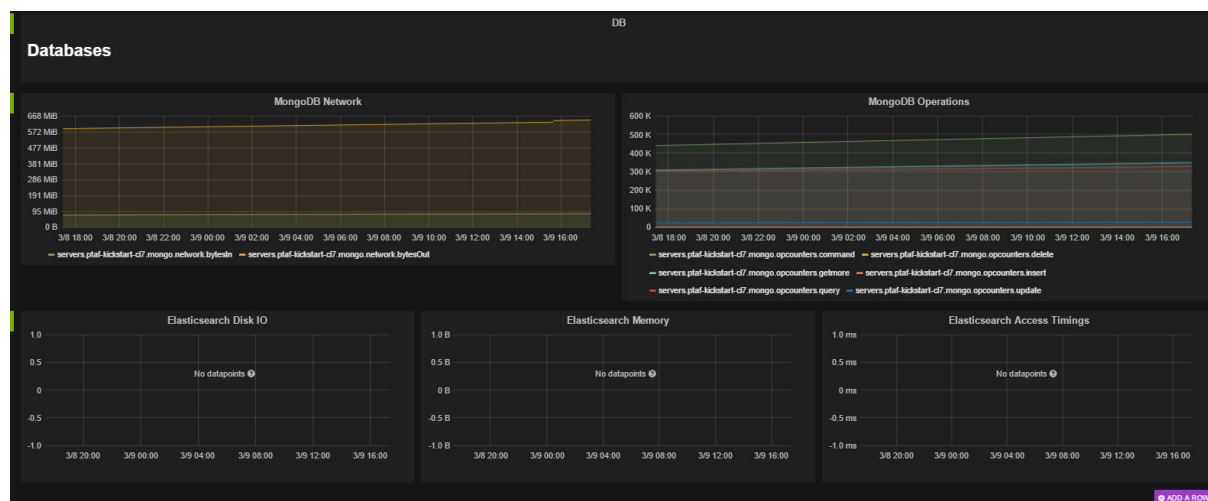 DB
Databases
MongoDB Network
668 MiB
572 MiB
477 MiB
381 MiB
286 MiB
191 MiB
95 MiB
0 B
3/8 18:00 3/8 20:00 3/8 22:00 3/9 00:00 3/9 02:00 3/9 04:00 3/9 06:00 3/9 08:00 3/9 10:00 3/9 12:00 3/9 14:00 3/9 16:00
servers.ptaf-kickstart-cl7.mongo.network.bytesIn servers.ptaf-kickstart-cl7.mongo.network.bytesOut
MongoDB Operations
600 K
500 K
400 K
300 K
200 K
100 K
0
3/8 18:00 3/8 20:00 3/8 22:00 3/9 00:00 3/9 02:00 3/9 04:00 3/9 06:00 3/9 08:00 3/9 10:00 3/9 12:00 3/9 14:00 3/9 16:00
servers.ptaf-kickstart-cl7.mongo.opcounters.command servers.ptaf-kickstart-cl7.mongo.opcounters.delete
servers.ptaf-kickstart-cl7.mongo.opcounters.getmore servers.ptaf-kickstart-cl7.mongo.opcounters.insert
servers.ptaf-kickstart-cl7.mongo.opcounters.query servers.ptaf-kickstart-cl7.mongo.opcounters.update
Elasticsearch Disk IO
1.0
0.5
No datapoints
0
-0.5
-1.0
3/8 20:00 3/9 00:00 3/9 04:00 3/9 08:00 3/9 12:00 3/9 16:00
Elasticsearch Memory
1.0 B
0.5 B
No datapoints
0 B
-0.5 B
-1.0 B
3/8 20:00 3/9 00:00 3/9 04:00 3/9 08:00 3/9 12:00 3/9 16:00
Elasticsearch Access Timings
1.0 ms
0.5 ms
No datapoints
0 ms
-0.5 ms
-1.0 ms
3/8 20:00 3/9 00:00 3/9 04:00 3/9 08:00 3/9 12:00 3/9 16:00
ADD A ROW